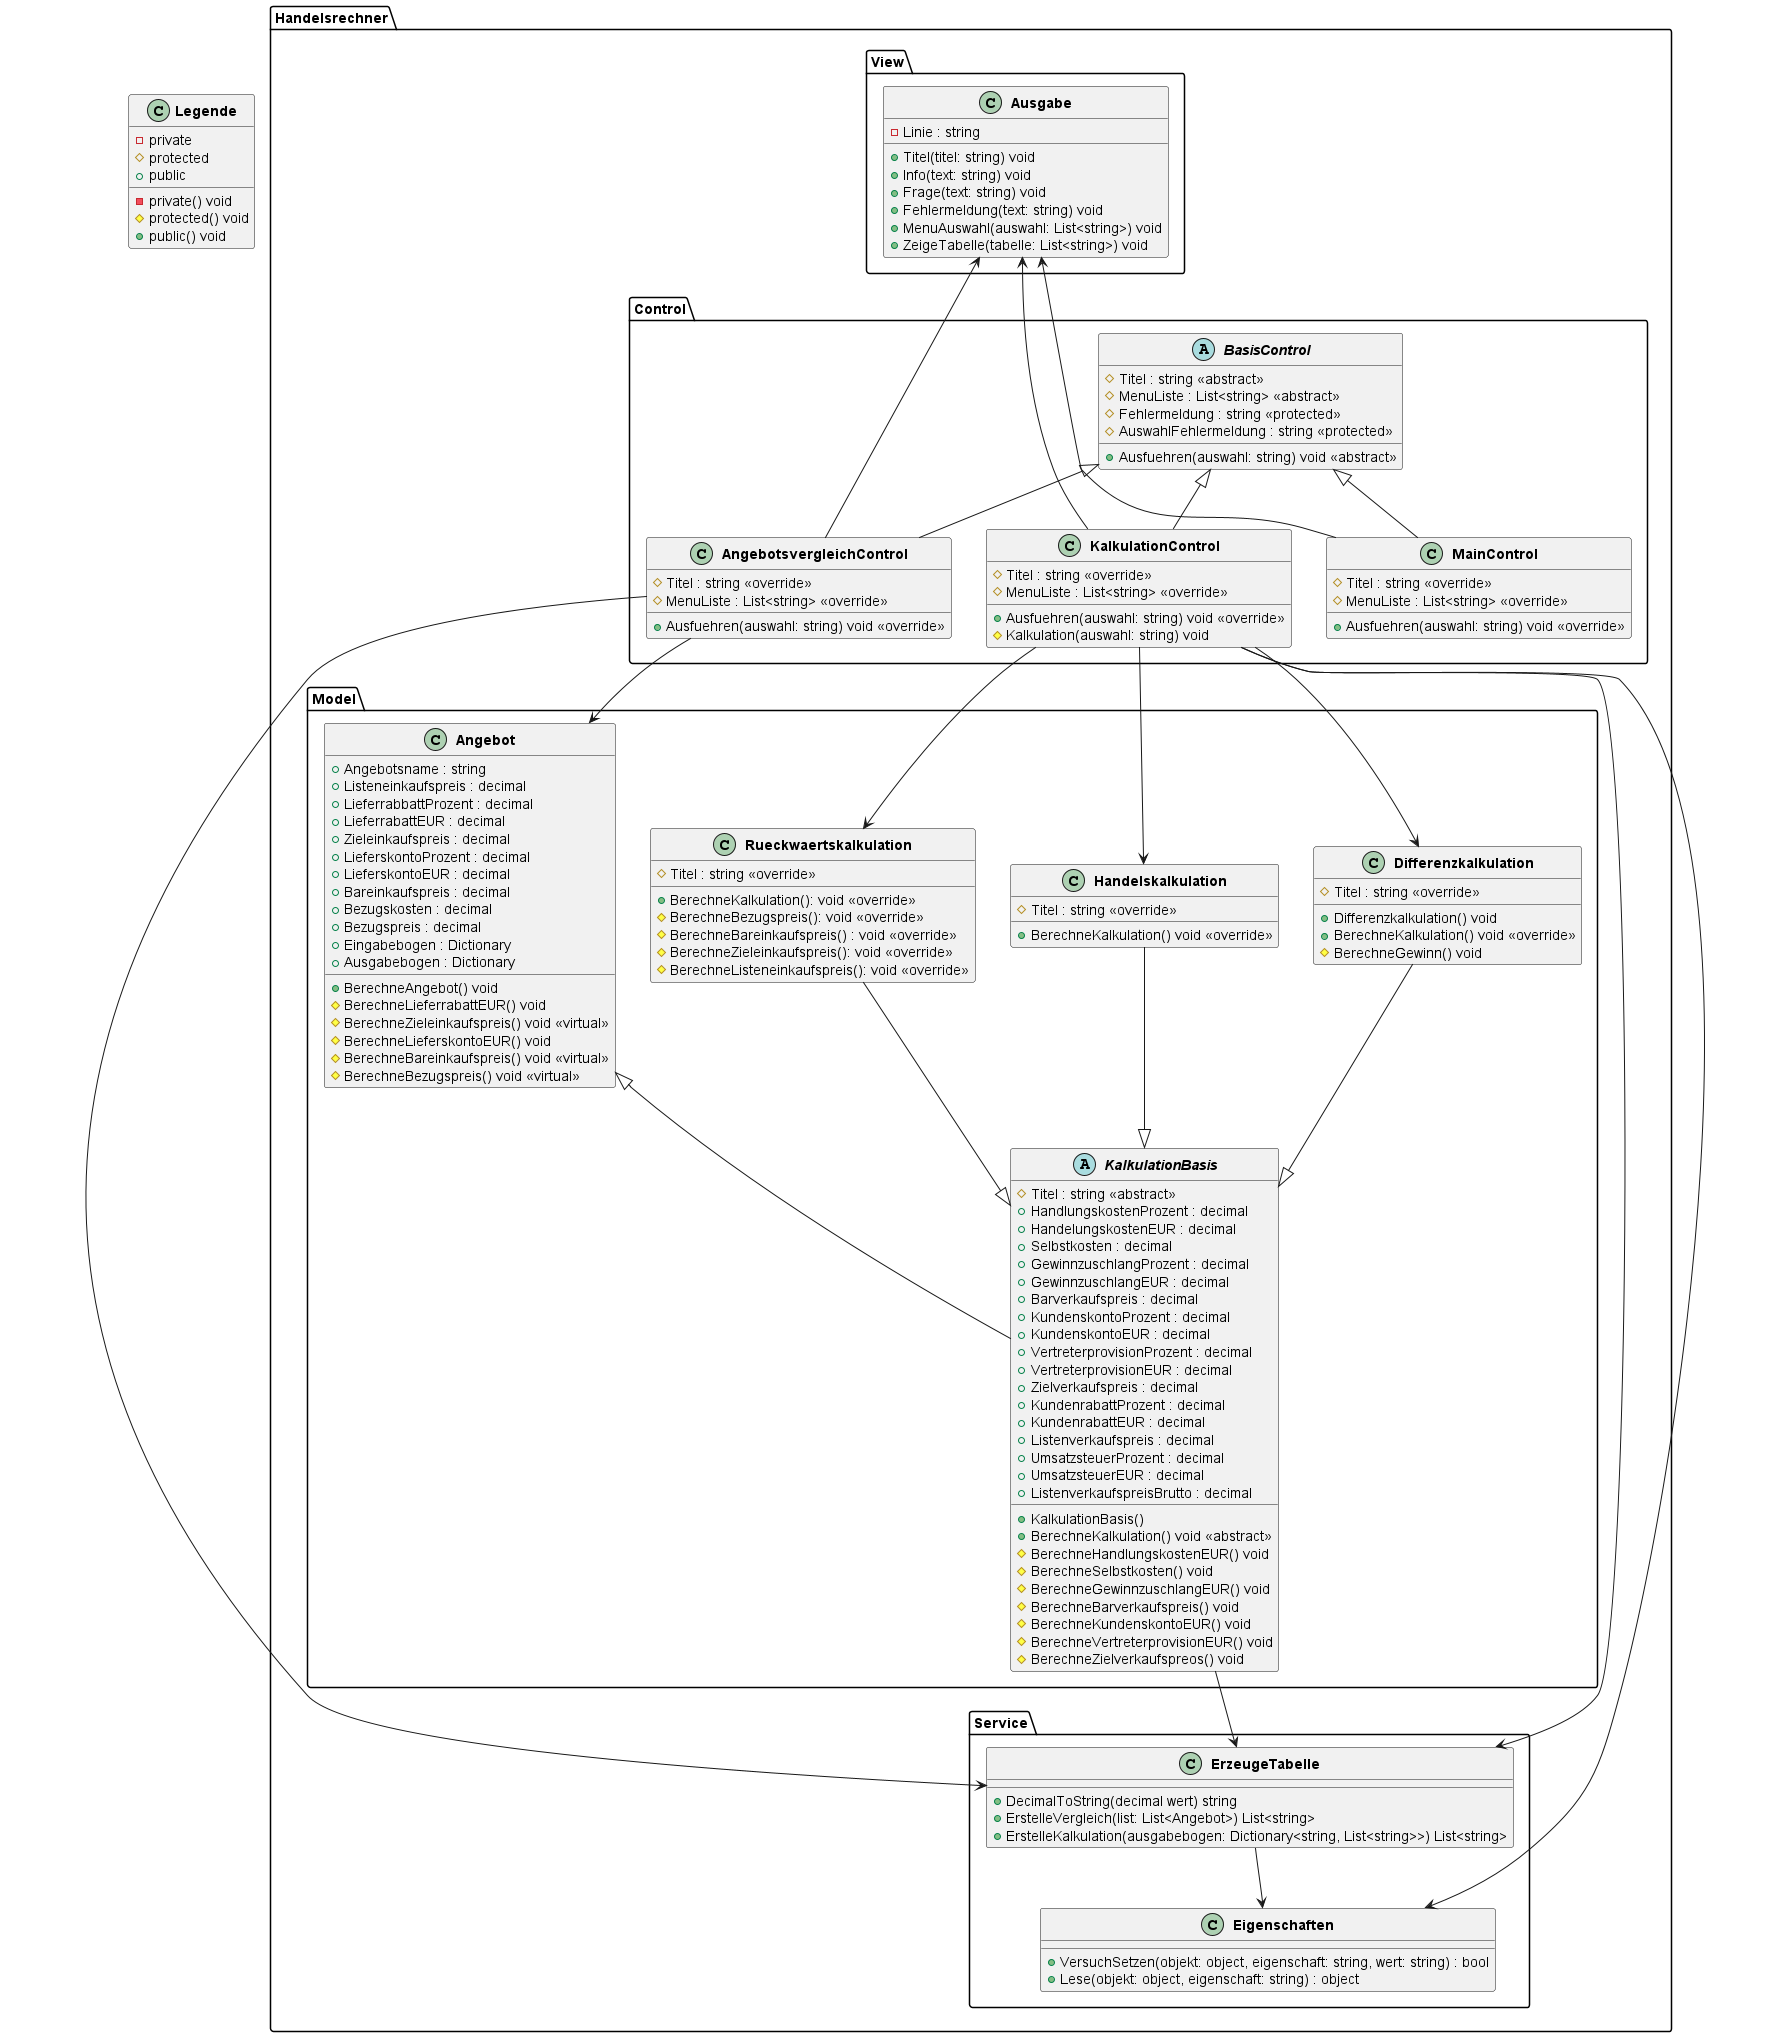 Handelsrechner
View
C Ausgabe
Linie : string
Titel(titel: string) void
Info(text: string) void
Frage(text: string) void
Fehlermeldung(text: string) void
MenuAuswahl(auswahl: List<string>) void
ZeigeTabelle(tabelle: List<string>) void
C Legende
private
protected
public
private() void
protected() void
public() void
Control
A BasisControl
Titel : string «abstract»
MenuListe : List<string> «abstract»
Fehlermeldung : string «protected»
AuswahlFehlermeldung : string «protected»
Ausfuehren(auswahl: string) void «abstract»
C AngebotsvergleichControl
Titel : string «override»
MenuListe : List<string> «override»
Ausfuehren(auswahl: string) void «override»
C KalkulationControl
Titel : string «override»
MenuListe : List<string> «override»
Ausfuehren(auswahl: string) void «override»
Kalkulation(auswahl: string) void
C MainControl
Titel : string «override»
MenuListe : List<string> «override»
Ausfuehren(auswahl: string) void «override»
Model
C Angebot
Angebotsname : string
Listeneinkaufspreis : decimal
LieferrabbattProzent : decimal
LieferrabattEUR : decimal
Zieleinkaufspreis : decimal
LieferskontoProzent : decimal
LieferskontoEUR : decimal
Bareinkaufspreis : decimal
Bezugskosten : decimal
Bezugspreis : decimal
Eingabebogen : Dictionary
Ausgabebogen : Dictionary
BerechneAngebot() void
BerechneLieferrabattEUR() void
BerechneZieleinkaufspreis() void «virtual»
BerechneLieferskontoEUR() void
BerechneBareinkaufspreis() void «virtual»
BerechneBezugspreis() void «virtual»
C Rueckwaertskalkulation
Titel : string «override»
BerechneKalkulation(): void «override»
BerechneBezugspreis(): void «override»
BerechneBareinkaufspreis() : void «override»
BerechneZieleinkaufspreis(): void «override»
BerechneListeneinkaufspreis(): void «override»
C Handelskalkulation
Titel : string «override»
BerechneKalkulation() void «override»
C Differenzkalkulation
Titel : string «override»
Differenzkalkulation() void
BerechneKalkulation() void «override»
BerechneGewinn() void
A KalkulationBasis
Titel : string «abstract»
HandlungskostenProzent : decimal
HandelungskostenEUR : decimal
Selbstkosten : decimal
GewinnzuschlangProzent : decimal
GewinnzuschlangEUR : decimal
Barverkaufspreis : decimal
KundenskontoProzent : decimal
KundenskontoEUR : decimal
VertreterprovisionProzent : decimal
VertreterprovisionEUR : decimal
Zielverkaufspreis : decimal
KundenrabattProzent : decimal
KundenrabattEUR : decimal
Listenverkaufspreis : decimal
UmsatzsteuerProzent : decimal
UmsatzsteuerEUR : decimal
ListenverkaufspreisBrutto : decimal
KalkulationBasis()
BerechneKalkulation() void «abstract»
BerechneHandlungskostenEUR() void
BerechneSelbstkosten() void
BerechneGewinnzuschlangEUR() void
BerechneBarverkaufspreis() void
BerechneKundenskontoEUR() void
BerechneVertreterprovisionEUR() void
BerechneZielverkaufspreos() void
Service
C ErzeugeTabelle
DecimalToString(decimal wert) string
ErstelleVergleich(list: List<Angebot>) List<string>
ErstelleKalkulation(ausgabebogen: Dictionary<string, List<string>>) List<string>
C Eigenschaften
VersuchSetzen(objekt: object, eigenschaft: string, wert: string) : bool
Lese(objekt: object, eigenschaft: string) : object